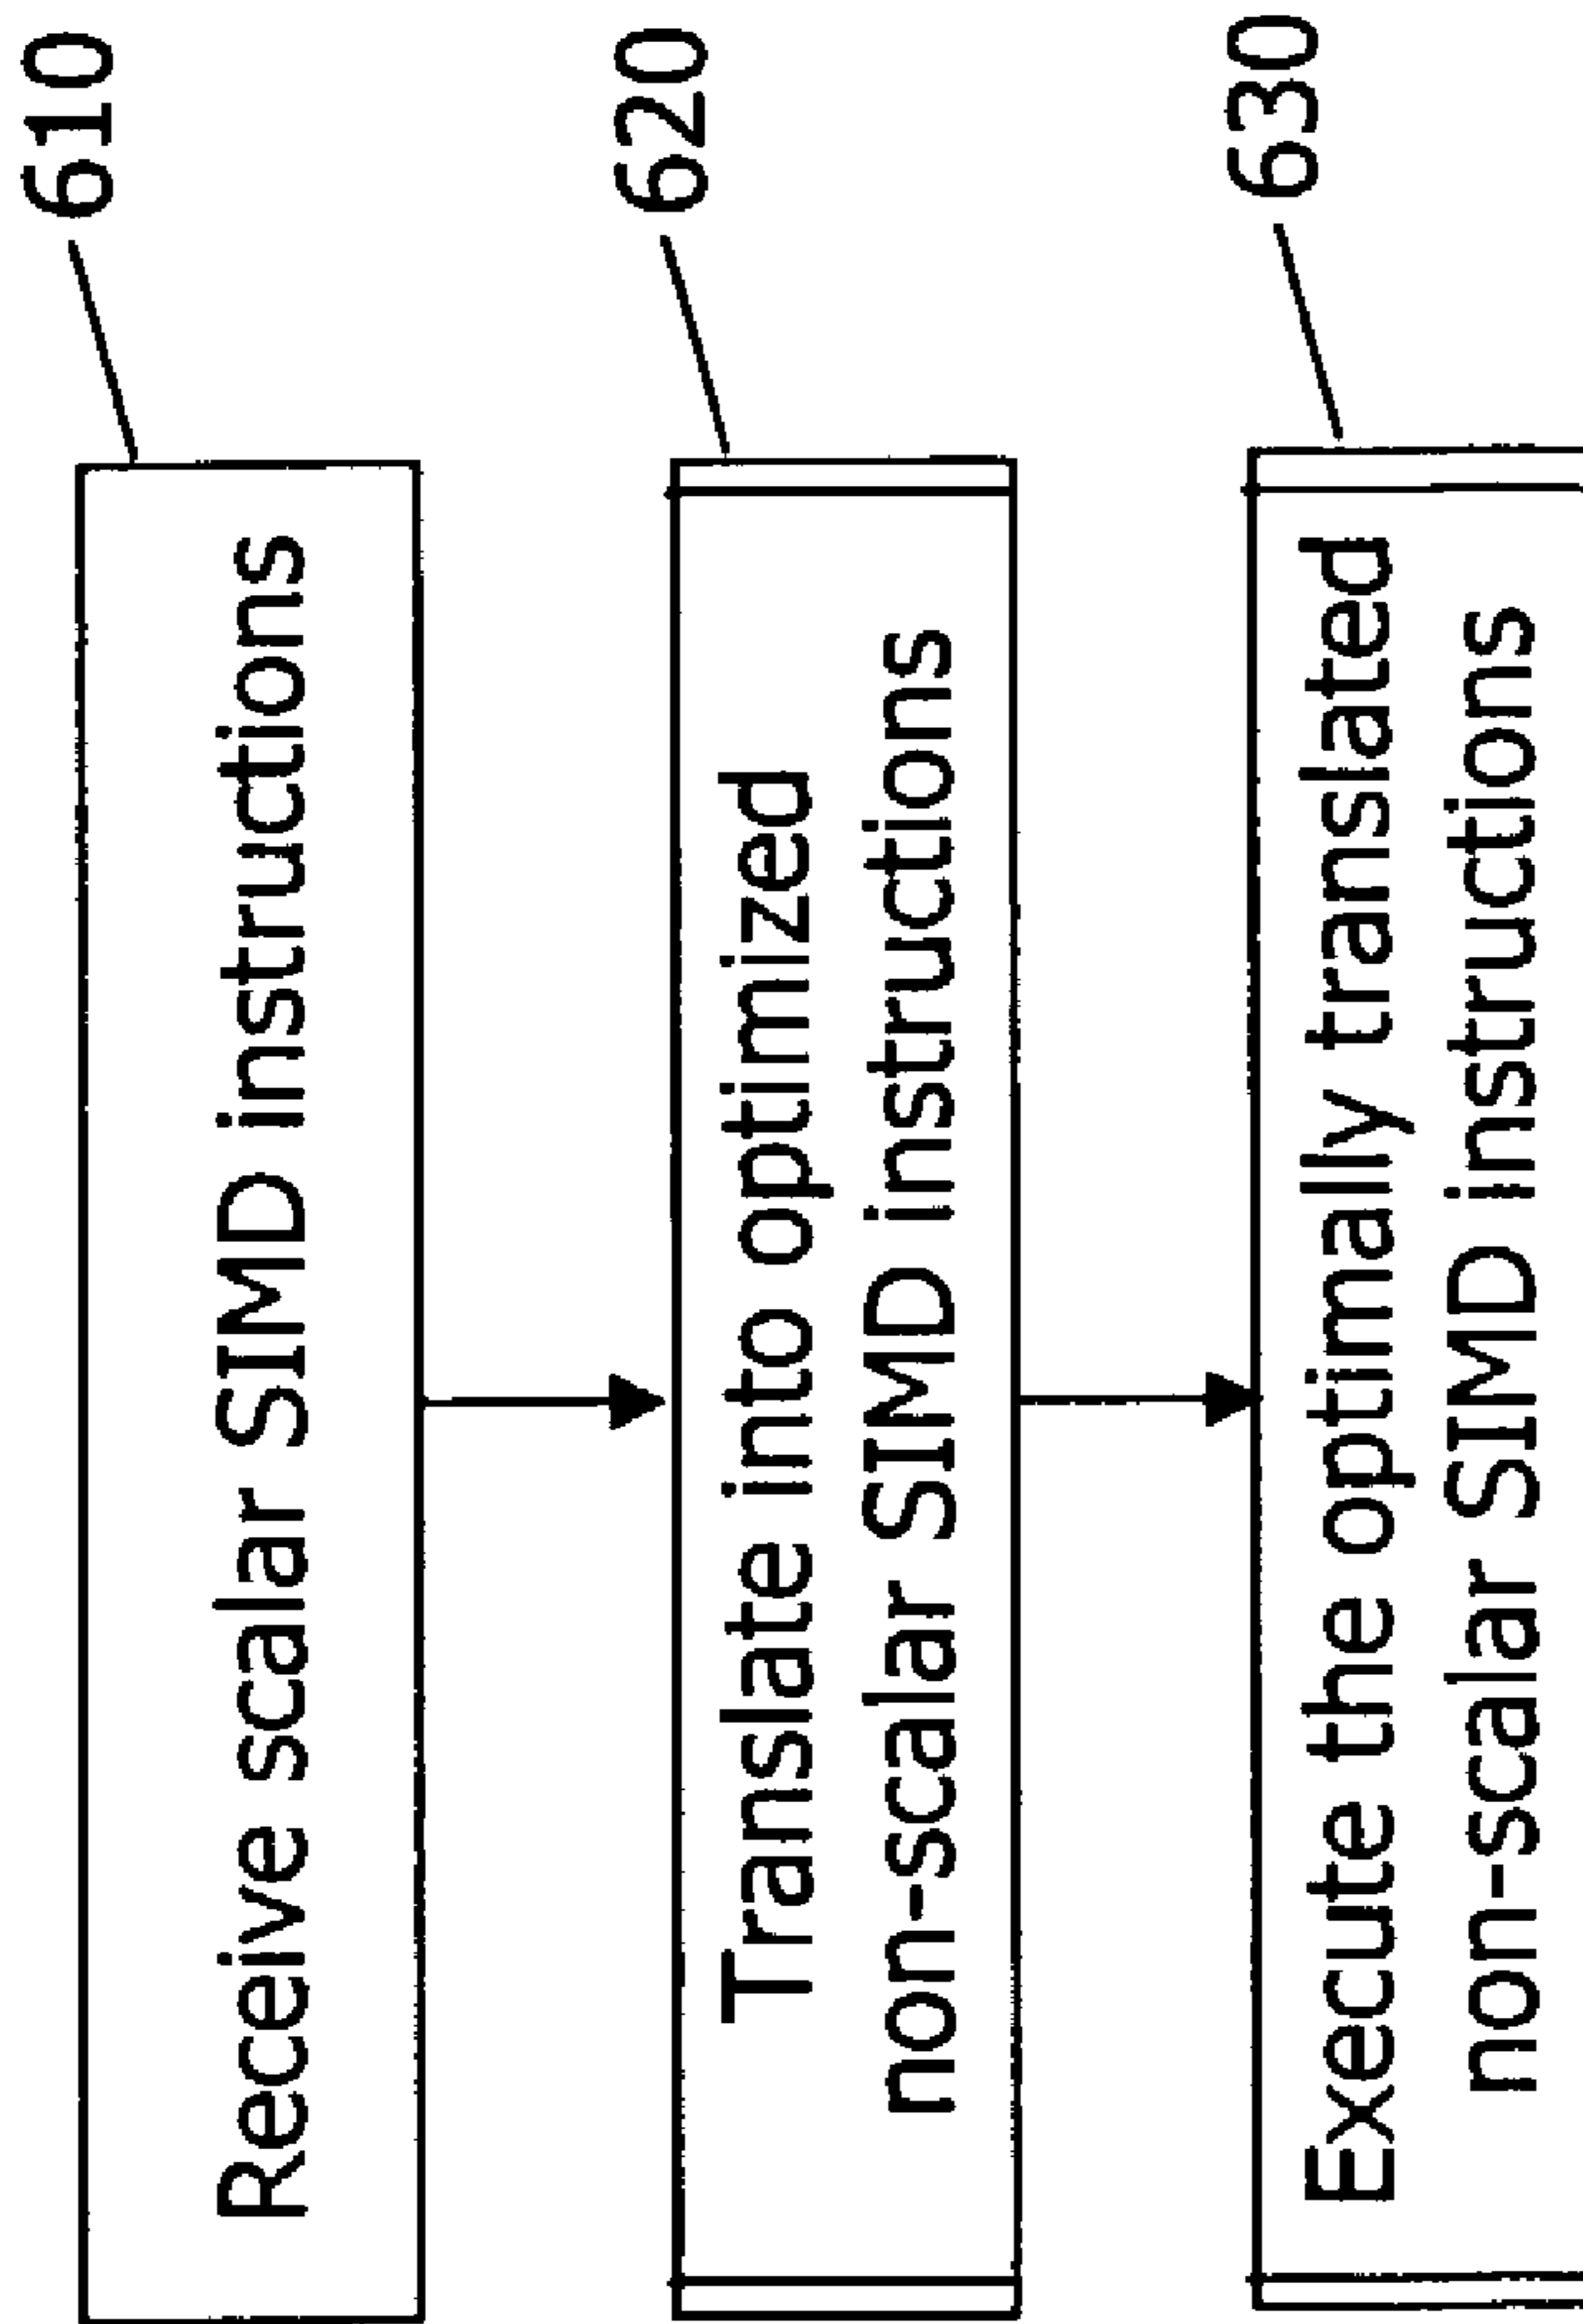 610
Receive scalar SIMD instructions
620
Translate into optimized
non-scalar SIMD instructions
630
Execute the optimally translated
non-scalar SIMD instructions